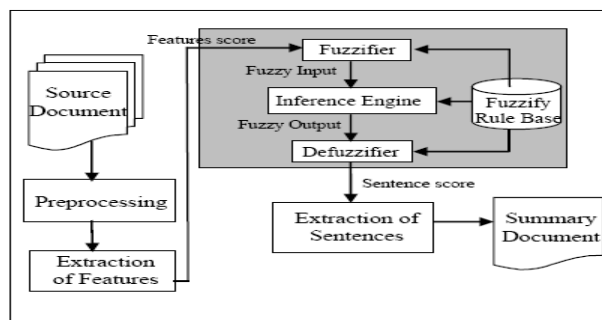 Source
Document
Preprocessing
Extraction
of Features
Features score
Fuzzifier
Fuzzy Input
Inference Engine
Fuzzy Output
Defuzzifier
Fuzzify
Rule Base
Sentence score
Extraction of
Sentences
Summary
Document